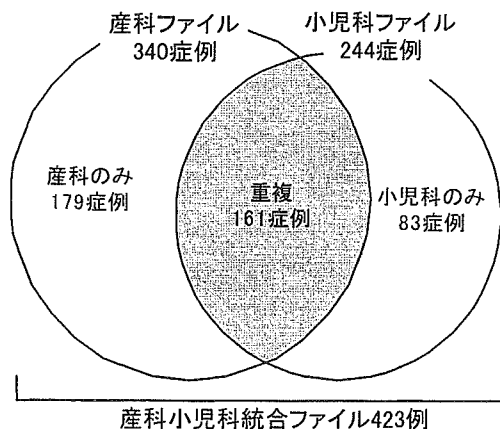 産科ファイル
340症例
小児科ファイル
244症例
産科のみ
179症例
重複
161症例
小児科のみ
83症例
産科小児科統合ファイル423例